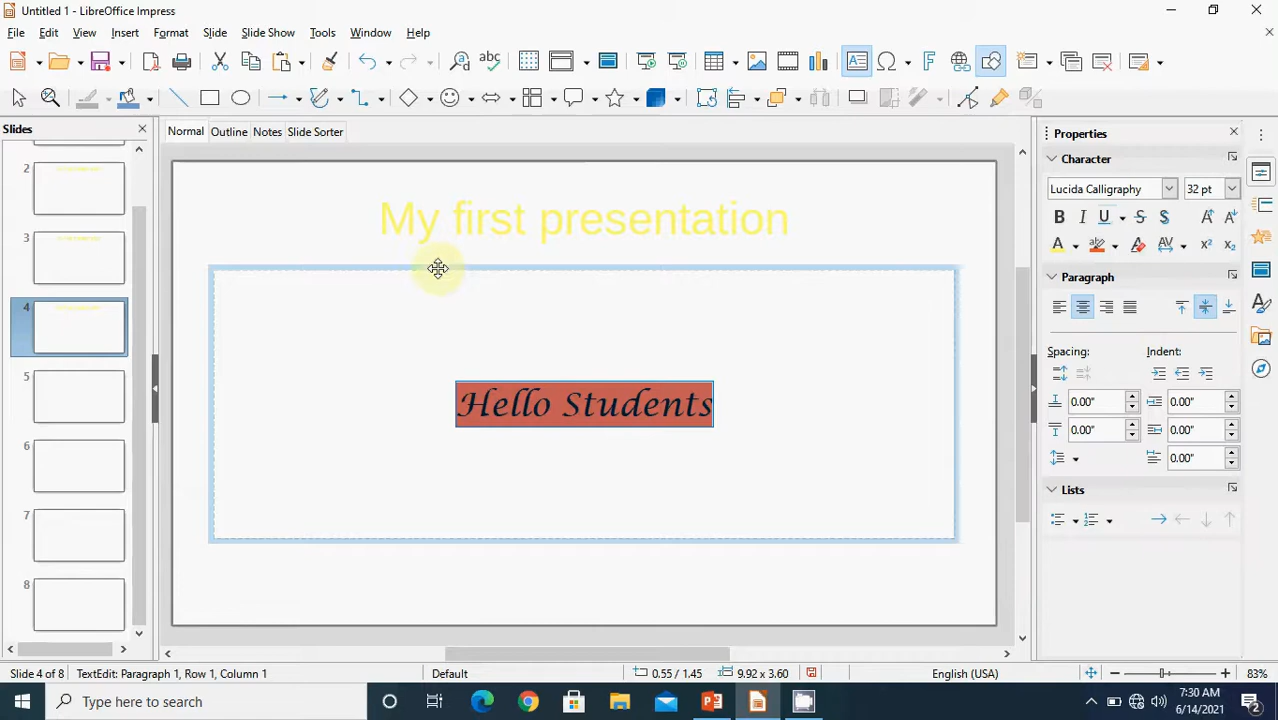 Untitled 1 - LibreOffice Impress
File Edit View Insert Format Slide Slide Show Tools Window Help
Slides
Normal Outline Notes Slide Sorter
2
3
4
5
6
7
8
My first presentation
Hello Students
Properties
Character
Lucida Calligraphy 32 pt
Paragraph
Spacing: Indent:
0.00" 0.00"
0.00" 0.00"
0.00"
Lists
Slide 4 of 8 TextEdit: Paragraph 1, Row 1, Column 1 Default 0.55 / 1.45 9.92 x 3.60 English (USA) 83%
Type here to search
7:30 AM
6/14/2021
2